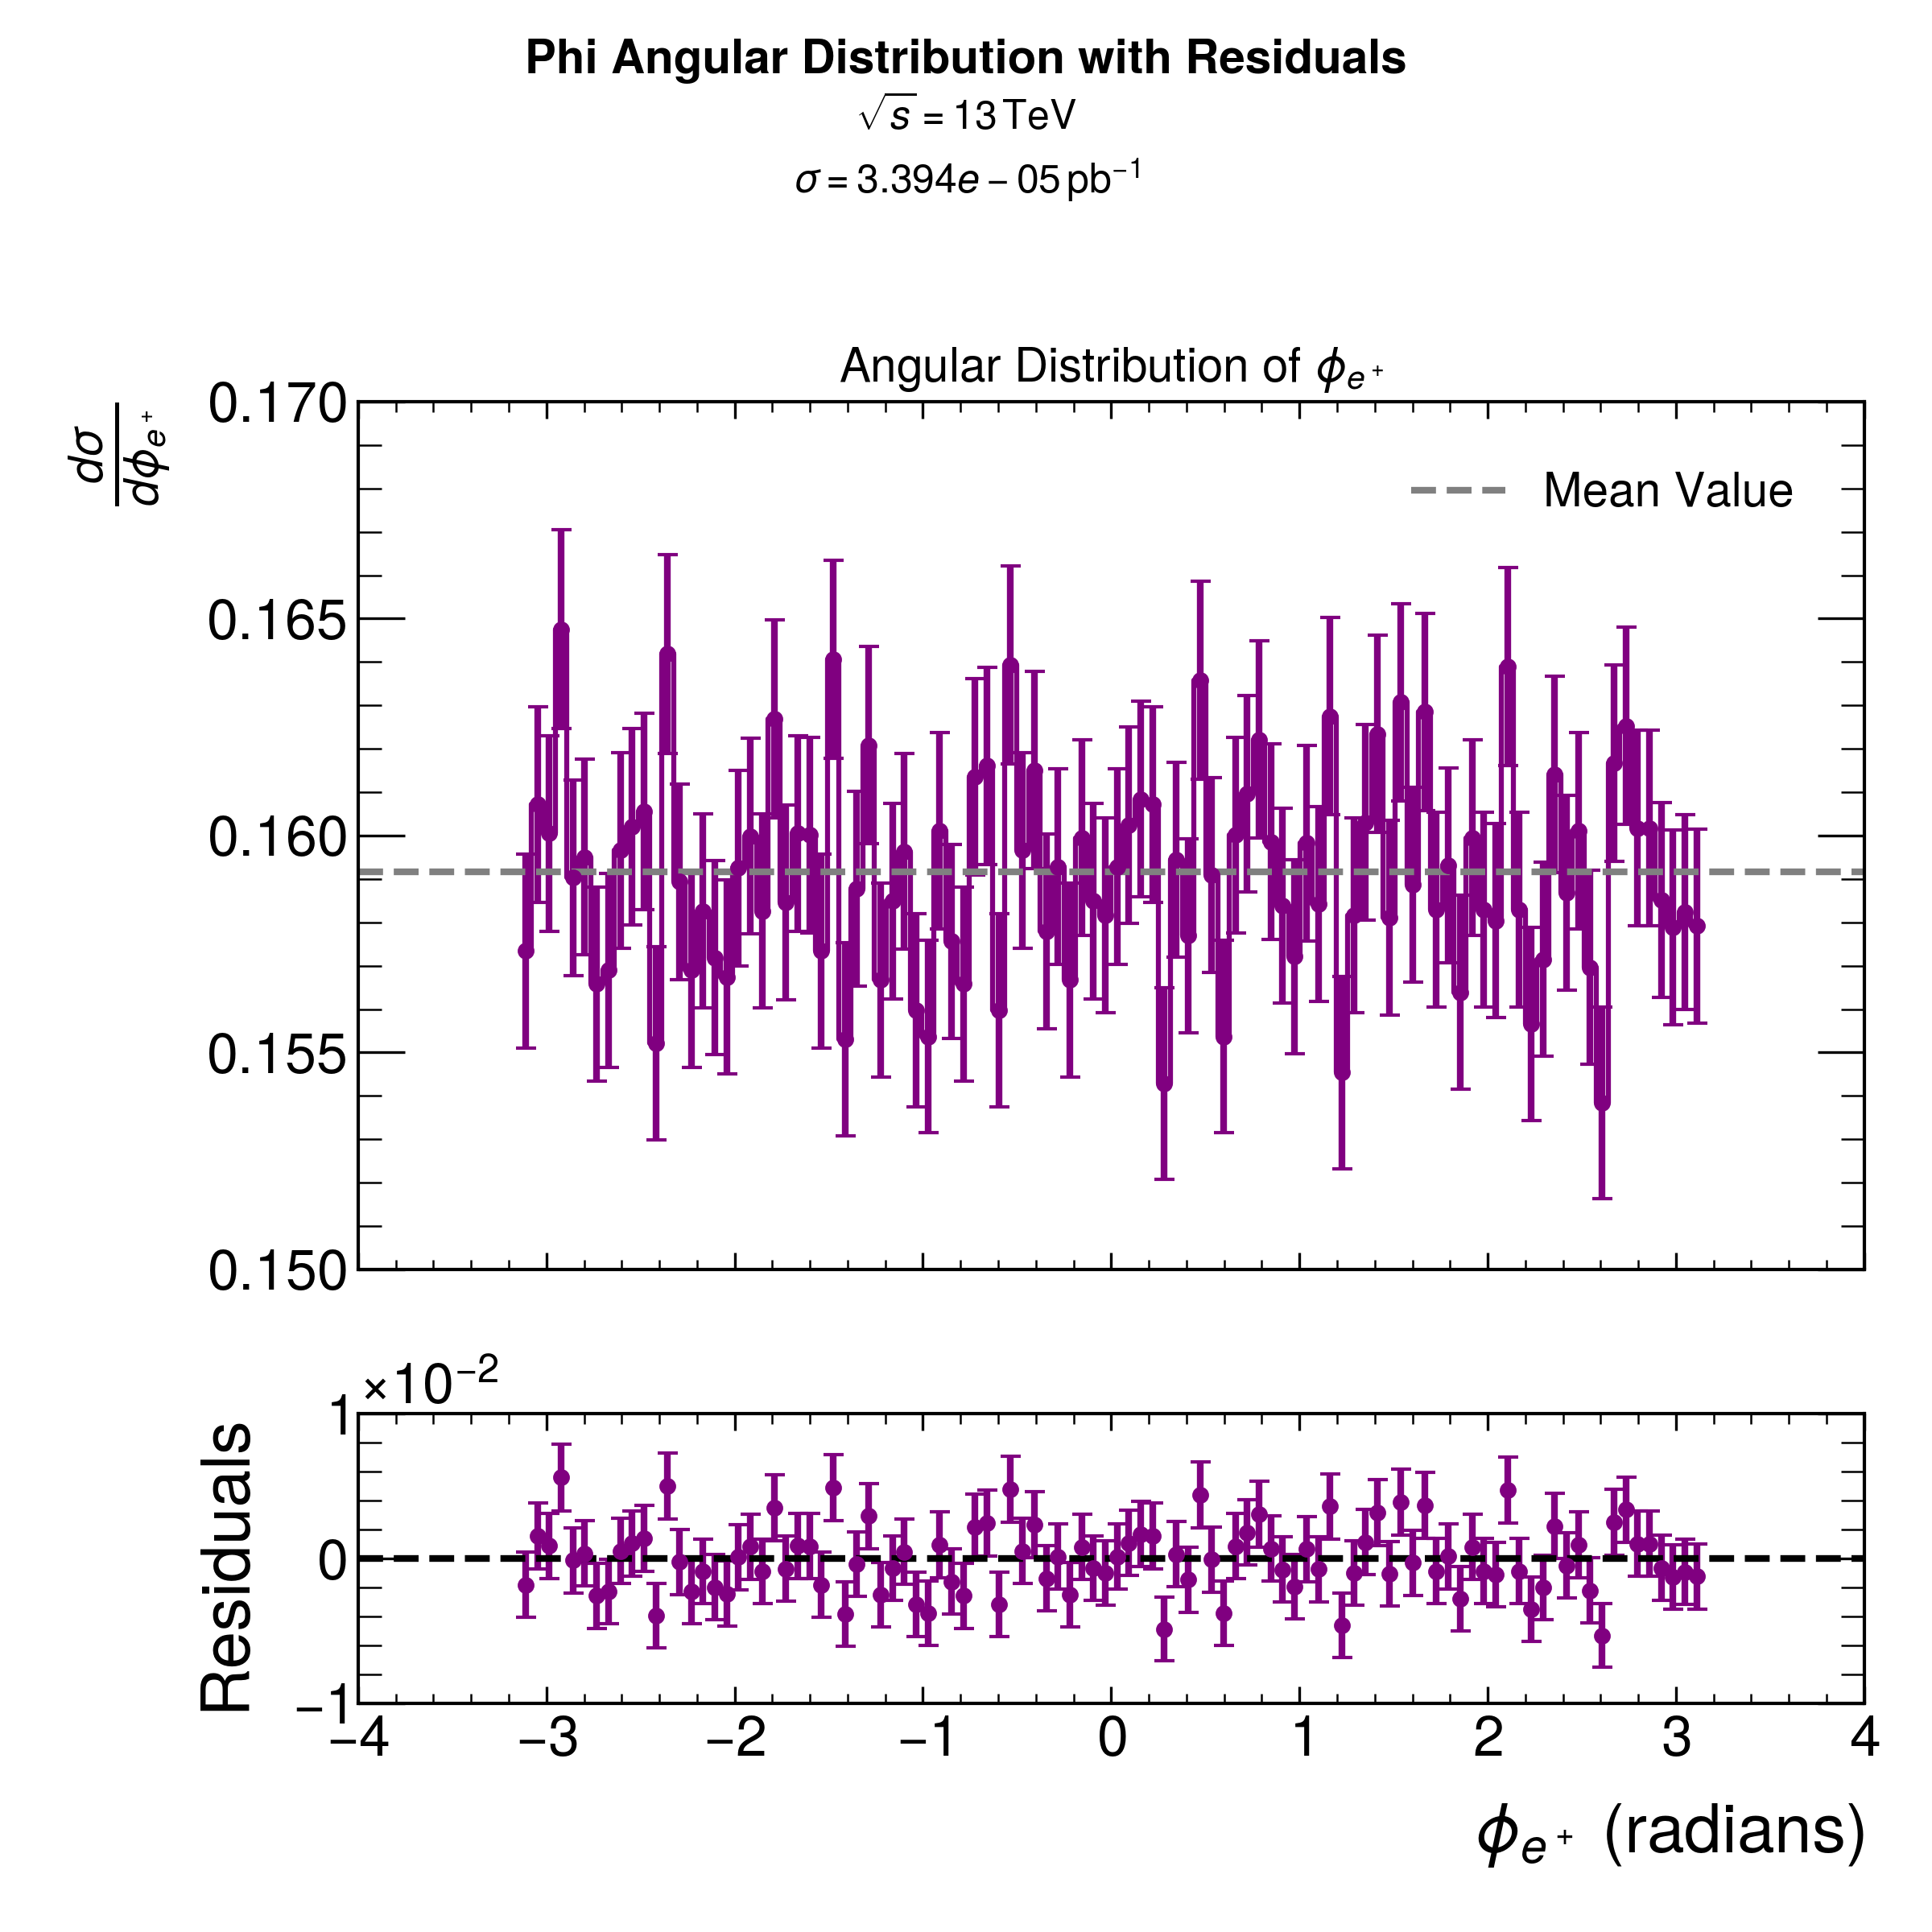 Phi Angular Distribution with Residuals
√s = 13 TeV
σ = 3.394e − 05 pb⁻¹
Angular Distribution of ϕₑ+
dσ
dϕₑ+
0.170
0.165
0.160
0.155
0.150
Mean Value
×10⁻²
Residuals
1
0
−1
−4 −3 −2 −1 0 1 2 3 4
ϕₑ+ (radians)